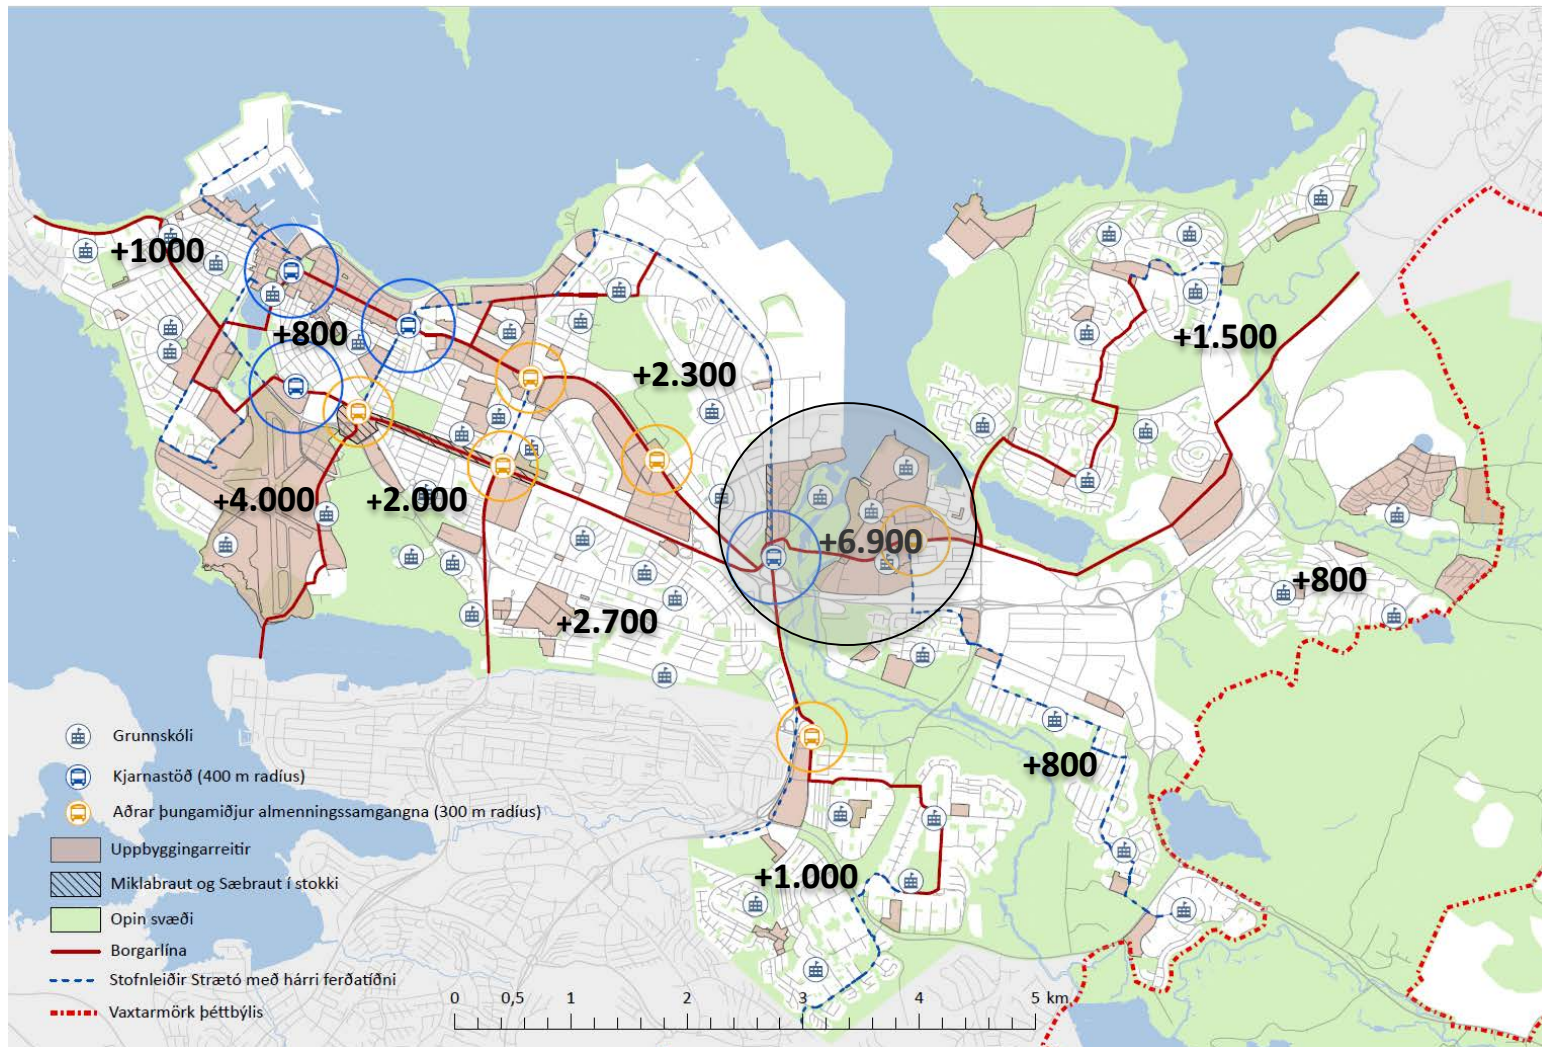 +1000
+800
+1.500
+2.300
+4.000
+2.000
+6.900
+800
+2.700
+800
+1.000
Grunnskóli
Kjarnastöð (400 m radíus)
Aðrar þungamiðjur almenningssamgangna (300 m radíus)
Uppbyggingarreitir
Miklabraut og Sæbraut í stokki
Opin svæði
Borgarlína
Stofnleiðir Strætó með hárri ferðatíðni
Vaxtarmörk þéttbýlis
0 0,5 1 2 3 4 5 km